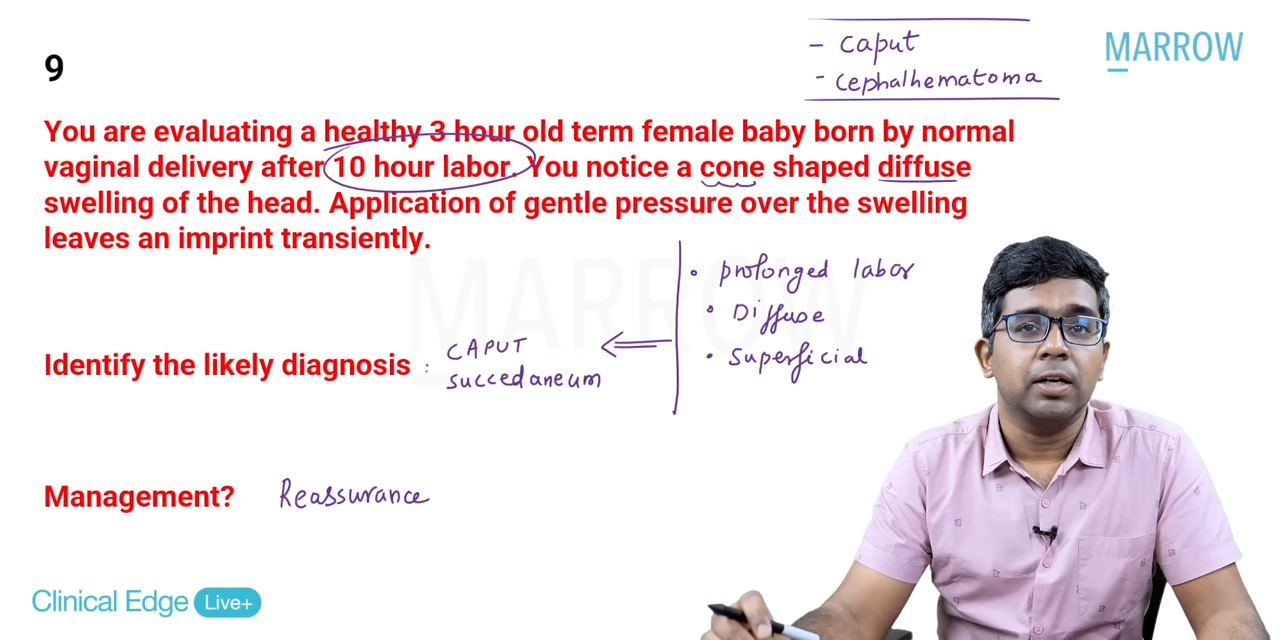 - caput
- cephalhematoma
MARROW
9
You are evaluating a healthy 3 hour old term female baby born by normal
vaginal delivery after 10 hour labor. You notice a cone shaped diffuse
swelling of the head. Application of gentle pressure over the swelling
leaves an imprint transiently.
MARROW
• prolonged labor
• Diffuse
• superficial
Identify the likely diagnosis : CAPUT
succedaneum
Management? Reassurance
Clinical Edge Live+